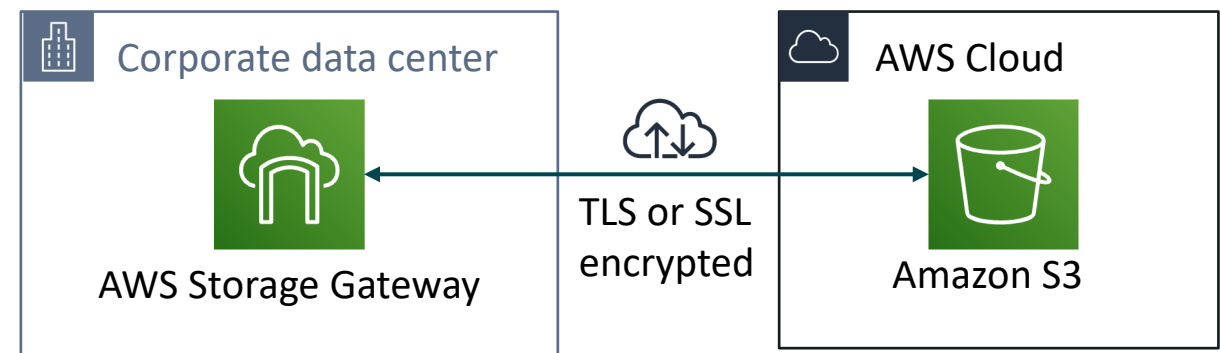 Corporate data center
AWS Cloud
TLS or SSL
encrypted
AWS Storage Gateway
Amazon S3